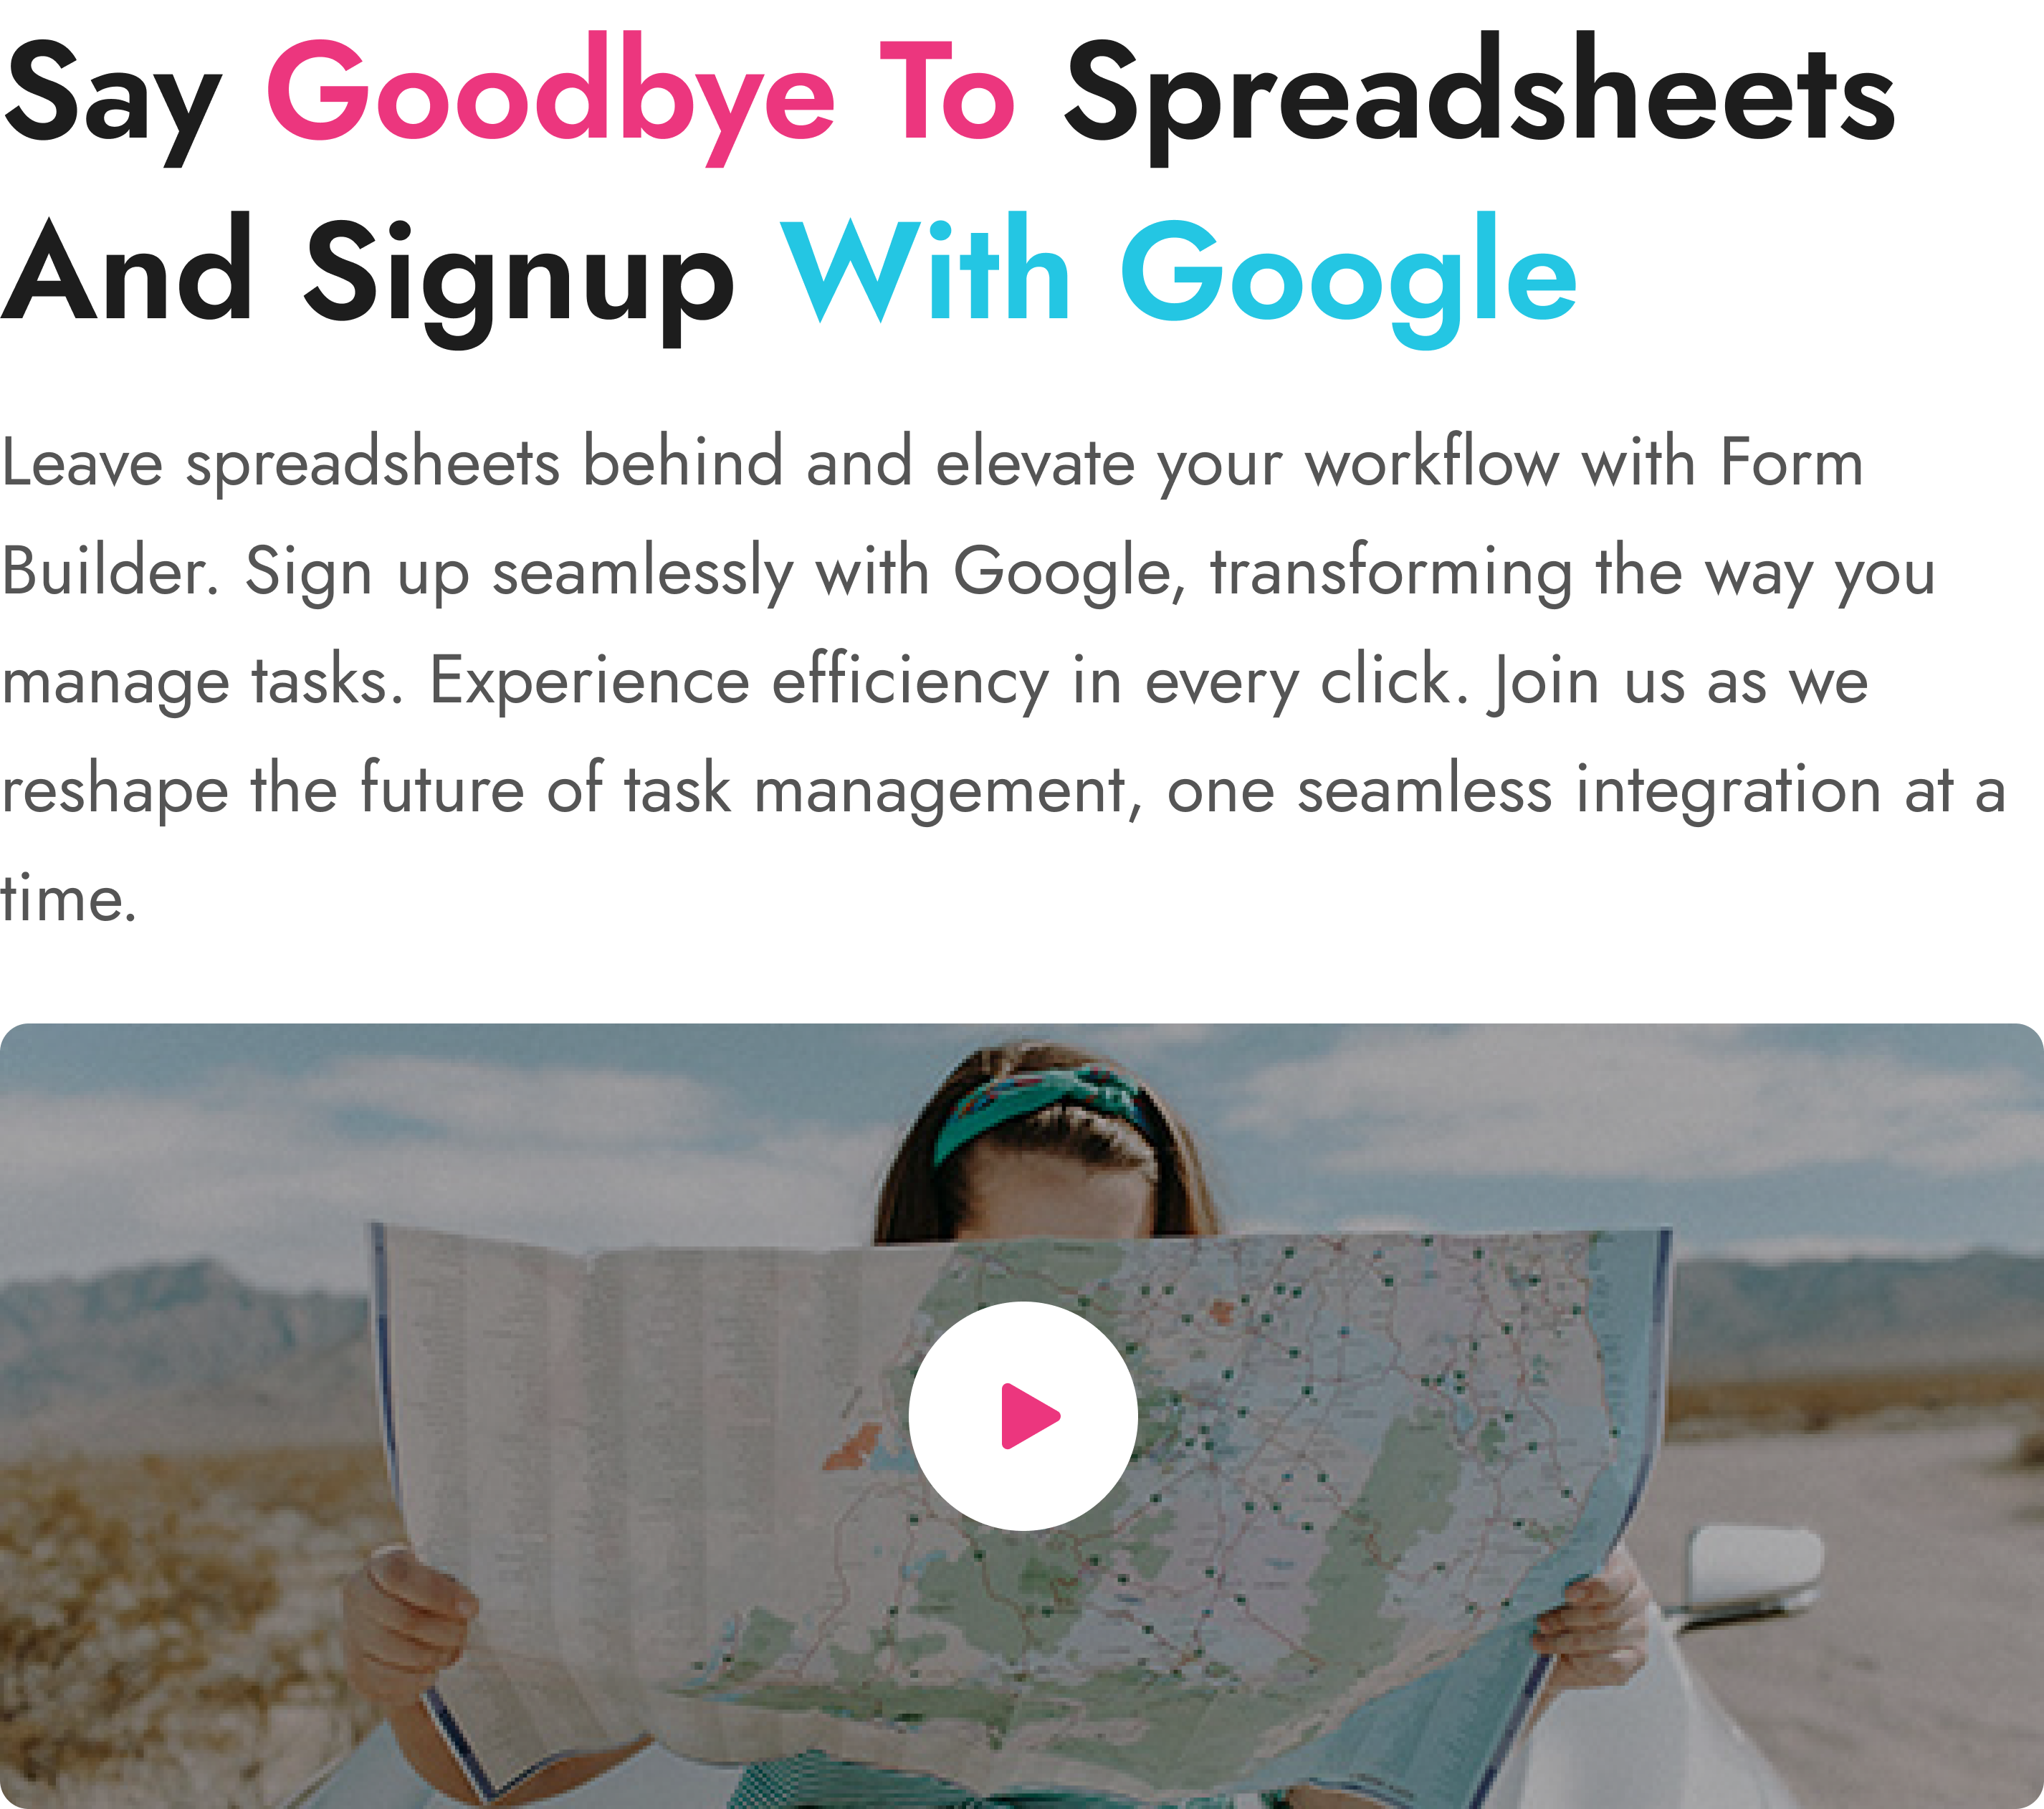 Say Goodbye To Spreadsheets
And Signup With Google
Leave spreadsheets behind and elevate your workflow with Form
Builder. Sign up seamlessly with Google, transforming the way you
manage tasks. Experience efficiency in every click. Join us as we
reshape the future of task management, one seamless integration at a
time.